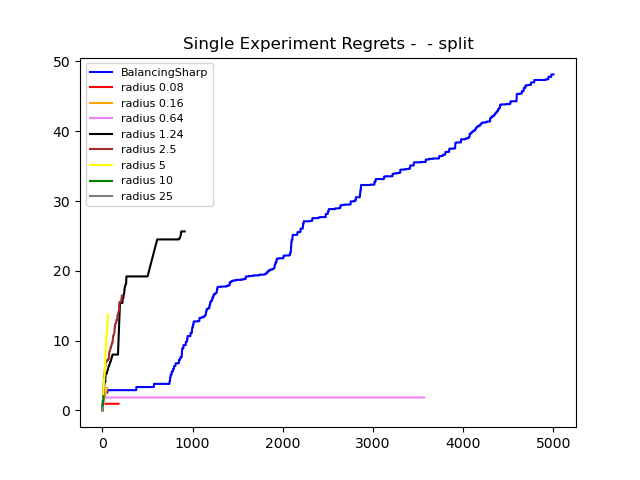 Single Experiment Regrets -  - split
BalancingSharp
radius 0.08
radius 0.16
radius 0.64
radius 1.24
radius 2.5
radius 5
radius 10
radius 25
50
40
30
20
10
0
0 1000 2000 3000 4000 5000